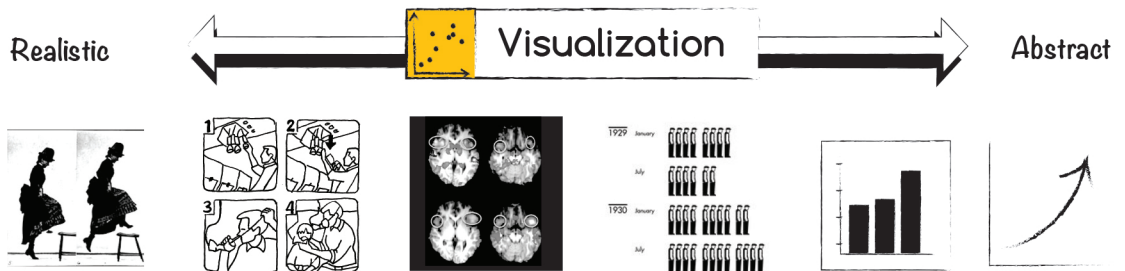 Realistic
Visualization
Abstract
1
2
3
4
1929 January
July
1930 January
July